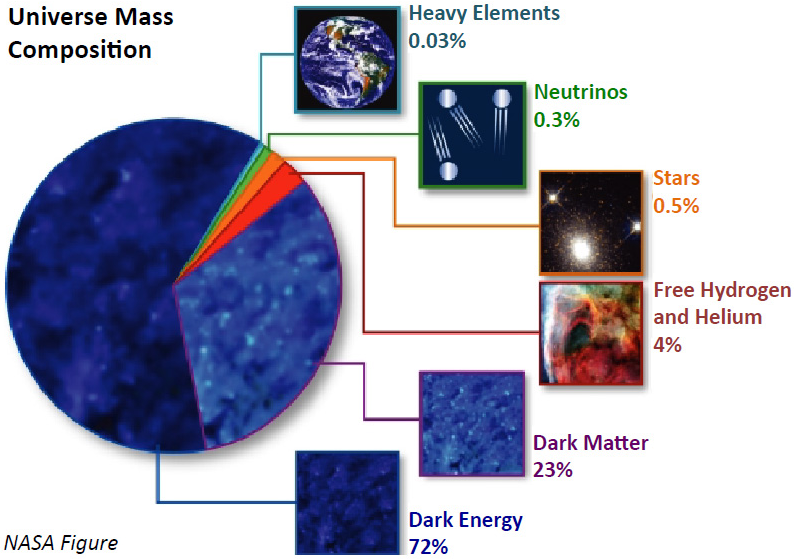 Universe Mass
Composition
Heavy Elements
0.03%
Neutrinos
0.3%
Stars
0.5%
Free Hydrogen
and Helium
4%
Dark Matter
23%
Dark Energy
72%
NASA Figure